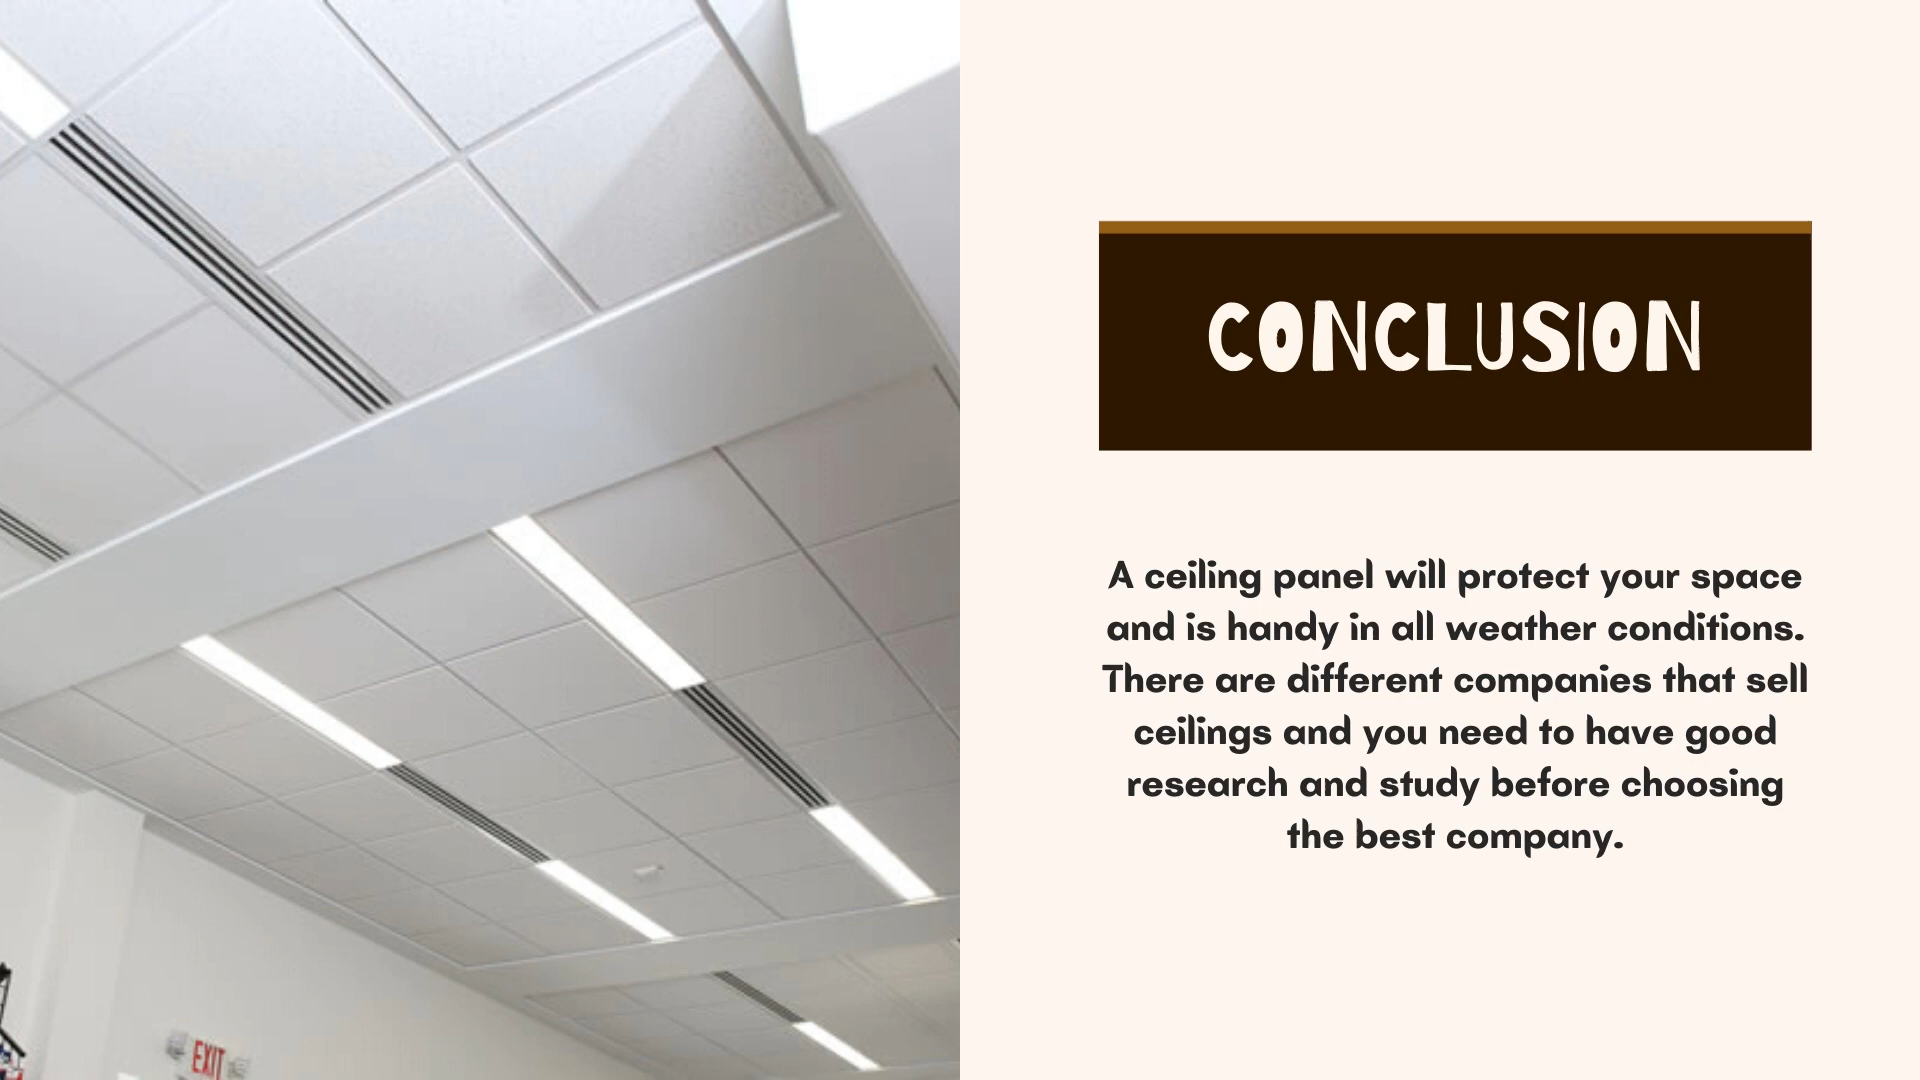 CONCLUSION
A ceiling panel will protect your space
and is handy in all weather conditions.
There are different companies that sell
ceilings and you need to have good
research and study before choosing
the best company.
EXIT